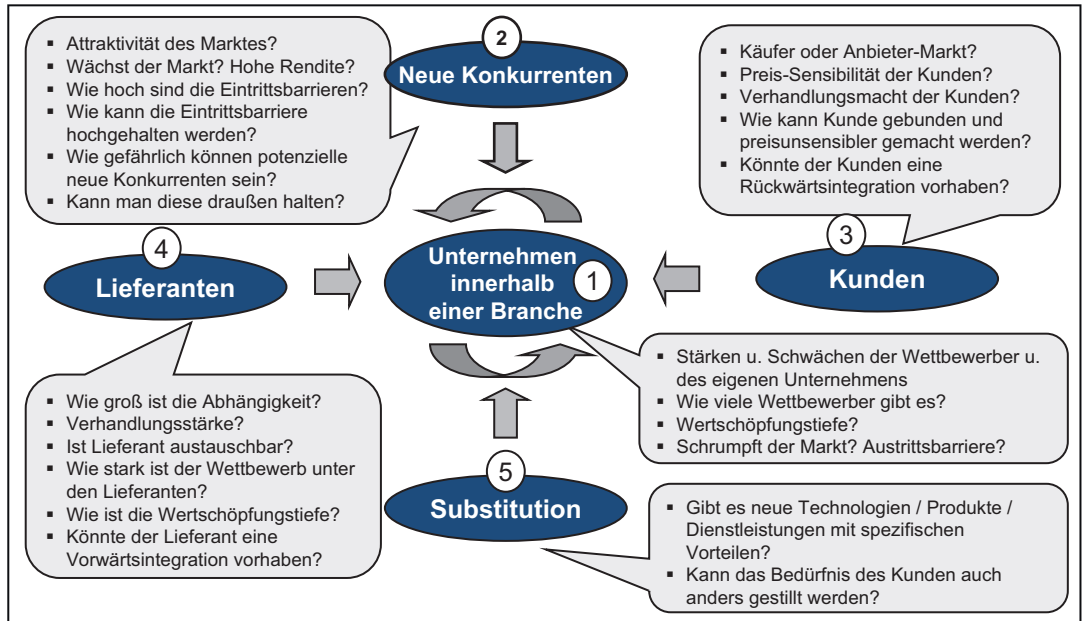 ▪ Attraktivität des Marktes?
▪ Wächst der Markt? Hohe Rendite?
▪ Wie hoch sind die Eintrittsbarrieren?
▪ Wie kann die Eintrittsbarriere
hochgehalten werden?
▪ Wie gefährlich können potenzielle
neue Konkurrenten sein?
▪ Kann man diese draußen halten?
2
Neue Konkurrenten
▪ Käufer oder Anbieter-Markt?
▪ Preis-Sensibilität der Kunden?
▪ Verhandlungsmacht der Kunden?
▪ Wie kann Kunde gebunden und
preisunsensibler gemacht werden?
▪ Könnte der Kunden eine
Rückwärtsintegration vorhaben?
4
Lieferanten
Unternehmen
innerhalb
einer Branche
1
3
Kunden
▪ Wie groß ist die Abhängigkeit?
▪ Verhandlungsstärke?
▪ Ist Lieferant austauschbar?
▪ Wie stark ist der Wettbewerb unter
den Lieferanten?
▪ Wie ist die Wertschöpfungstiefe?
▪ Könnte der Lieferant eine
Vorwärtsintegration vorhaben?
▪ Stärken u. Schwächen der Wettbewerber u.
des eigenen Unternehmens
▪ Wie viele Wettbewerber gibt es?
▪ Wertschöpfungstiefe?
▪ Schrumpft der Markt? Austrittsbarriere?
5
Substitution
▪ Gibt es neue Technologien / Produkte /
Dienstleistungen mit spezifischen
Vorteilen?
▪ Kann das Bedürfnis des Kunden auch
anders gestillt werden?